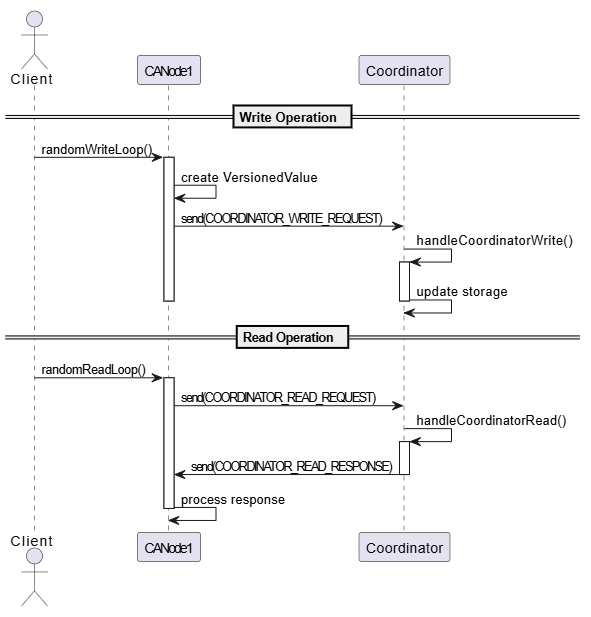 Client
CANode1
Coordinator
Write Operation
randomWriteLoop()
create VersionedValue
send(COORDINATOR_WRITE_REQUEST)
handleCoordinatorWrite()
update storage
Read Operation
randomReadLoop()
send(COORDINATOR_READ_REQUEST)
handleCoordinatorRead()
send(COORDINATOR_READ_RESPONSE)
process response
Client
CANode1
Coordinator